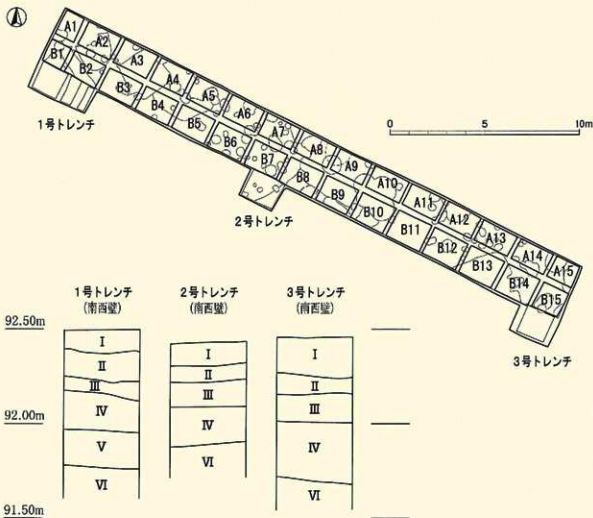 A1 A2 A3 A4 A5 A6 A7 A8 A9 A10 A11 A12 A13 A14 A15
B1 B2 B3 B4 B5 B6 B7 B8 B9 B10 B11 B12 B13 B14 B15
0 5 10m
1号トレンチ
2号トレンチ
3号トレンチ
1号トレンチ
(南西壁)
2号トレンチ
(南西壁)
3号トレンチ
(南西壁)
92.50m
92.00m
91.50m
I
II
III
IV
V
VI
I
II
III
IV
VI
I
II
III
IV
VI